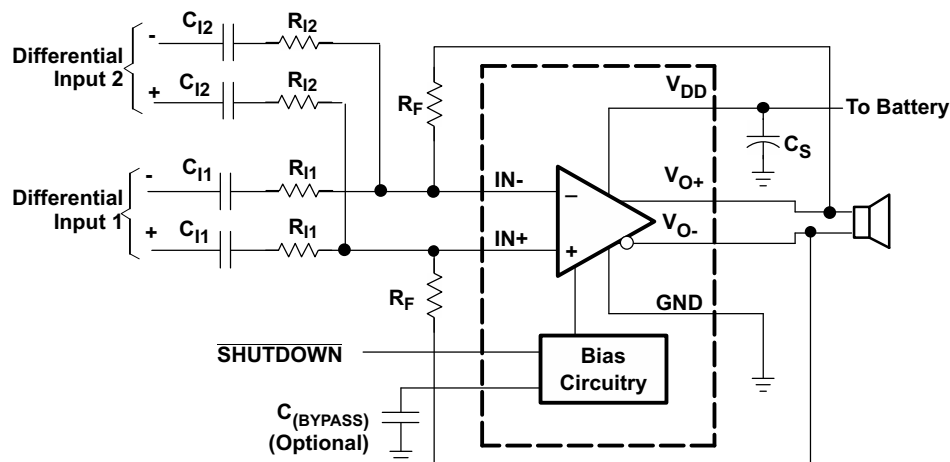 C_I2
R_I2
-
Differential
Input 2
+
C_I2
R_I2
R_F
V_DD
To Battery
C_S
C_I1
R_I1
-
Differential
Input 1
+
C_I1
R_I1
IN-
IN+
–
+
V_O+
V_O-
R_F
GND
SHUTDOWN
Bias
Circuitry
C_(BYPASS)
(Optional)